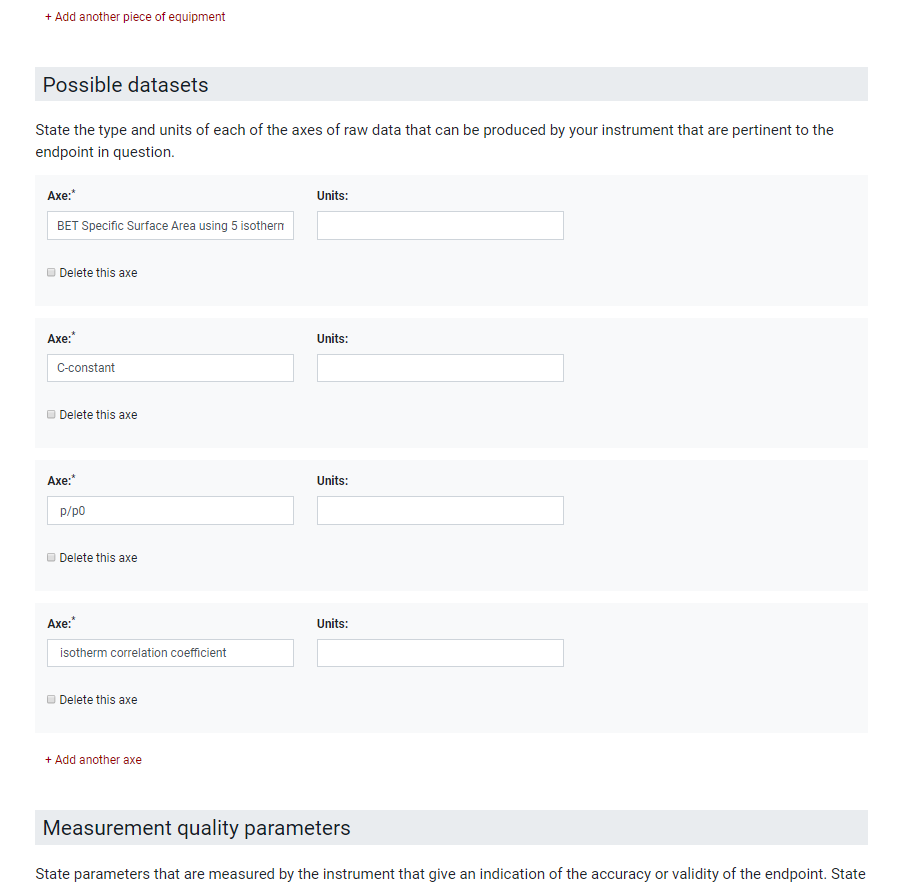 + Add another piece of equipment
Possible datasets
State the type and units of each of the axes of raw data that can be produced by your instrument that are pertinent to the
endpoint in question.
Axe:* Units:
BET Specific Surface Area using 5 isotherm
Delete this axe
Axe:* Units:
C-constant
Delete this axe
Axe:* Units:
p/p0
Delete this axe
Axe:* Units:
isotherm correlation coefficient
Delete this axe
+ Add another axe
Measurement quality parameters
State parameters that are measured by the instrument that give an indication of the accuracy or validity of the endpoint. State